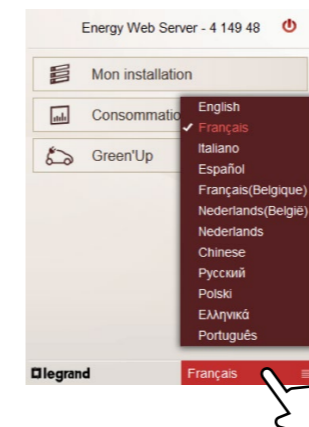 Energy Web Server - 4 149 48
Mon installation
Consommatio
Green'Up
English
✓ Français
Italiano
Español
Français(Belgique)
Nederlands(België)
Nederlands
Chinese
Русский
Polski
Ελληνικά
Português
legrand
Français